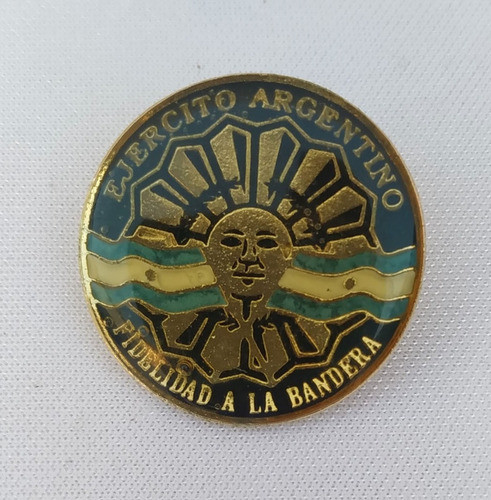 EJERCITO ARGENTINO
FIDELIDAD A LA BANDERA